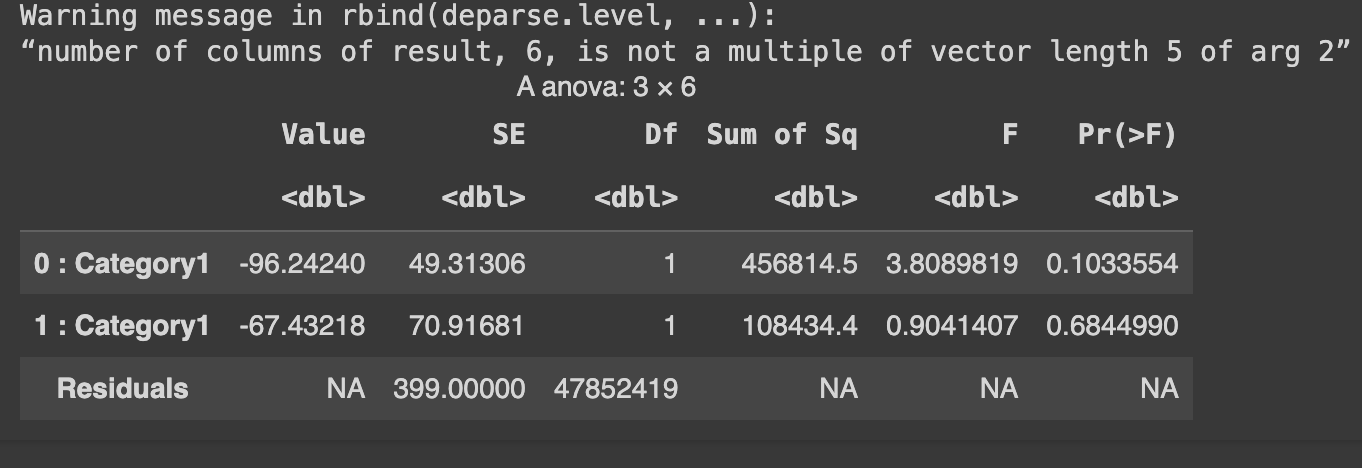 Warning message in rbind(deparse.level, ...):
“number of columns of result, 6, is not a multiple of vector length 5 of arg 2”
A anova: 3 × 6
Value SE Df Sum of Sq F Pr(>F)
<dbl> <dbl> <dbl> <dbl> <dbl> <dbl>
0 : Category1 -96.24240 49.31306 1 456814.5 3.8089819 0.1033554
1 : Category1 -67.43218 70.91681 1 108434.4 0.9041407 0.6844990
Residuals NA 399.00000 47852419 NA NA NA